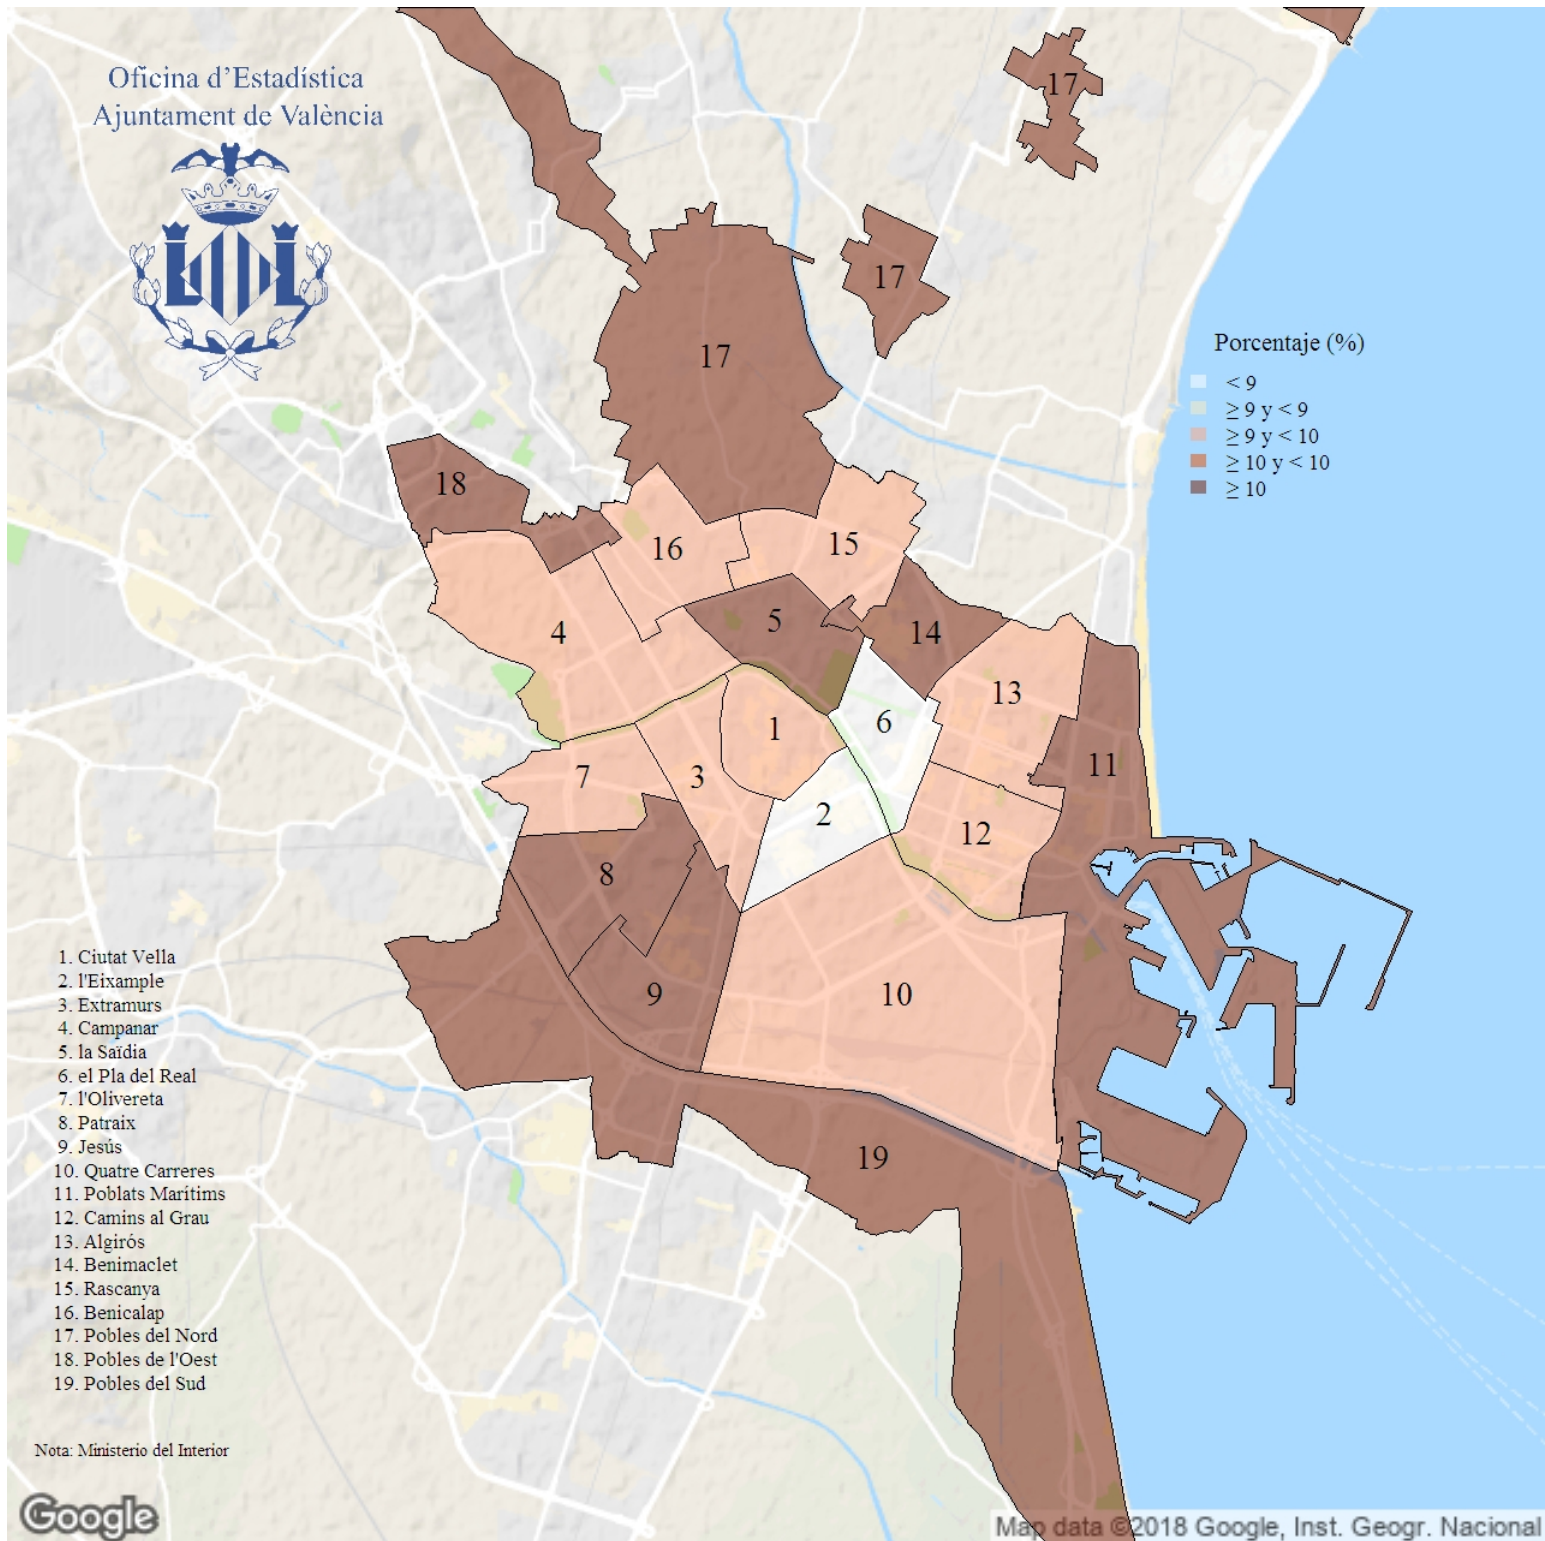 Oficina d'Estadística
Ajuntament de València
17
17
17
Porcentaje (%)
< 9
≥ 9 y < 9
≥ 9 y < 10
≥ 10 y < 10
≥ 10
18
16
15
5
14
4
13
6
1
11
7
3
2
12
8
9
10
19
1. Ciutat Vella
2. l'Eixample
3. Extramurs
4. Campanar
5. la Saïdia
6. el Pla del Real
7. l'Olivereta
8. Patraix
9. Jesús
10. Quatre Carreres
11. Poblats Marítims
12. Camins al Grau
13. Algirós
14. Benimaclet
15. Rascanya
16. Benicalap
17. Pobles del Nord
18. Pobles de l'Oest
19. Pobles del Sud
Nota: Ministerio del Interior
Google
Map data ©2018 Google, Inst. Geogr. Nacional